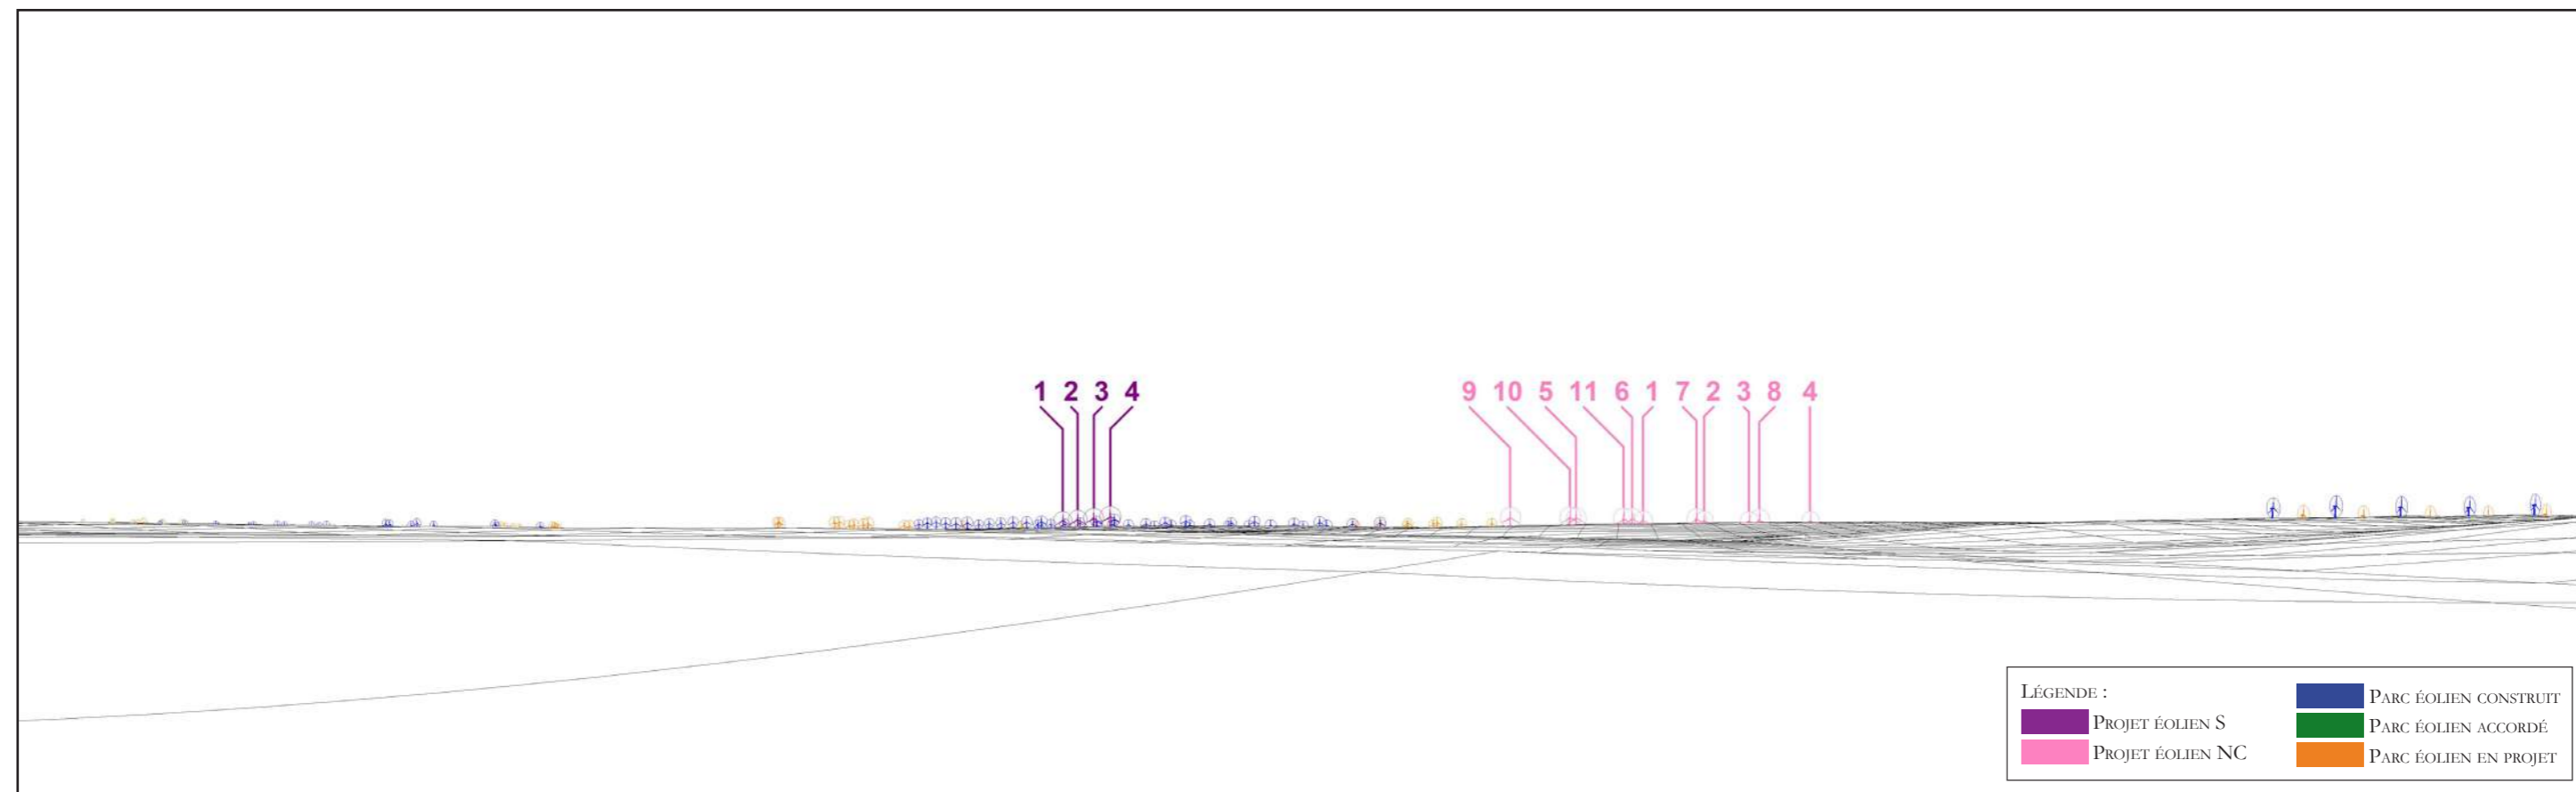 1 2 3 4 9 10 5 11 6 1 7 2 3 8 4
Légende :
Projet éolien S
Projet éolien NC
Parc éolien construit
Parc éolien accordé
Parc éolien en projet